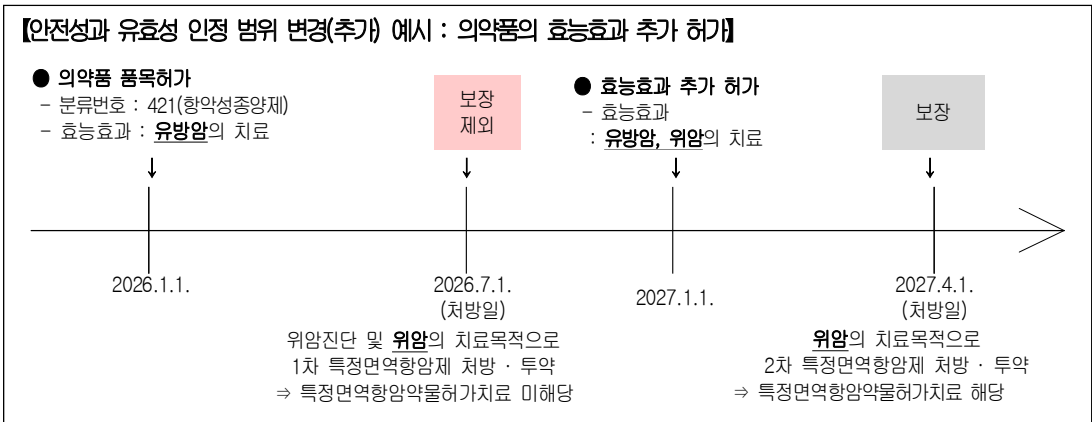 【안전성과 유효성 인정 범위 변경(추가) 예시 : 의약품의 효능효과 추가 허가】
● 의약품 품목허가
- 분류번호 : 421(항악성종양제)
- 효능효과 : 유방암의 치료
보장
제외
● 효능효과 추가 허가
- 효능효과
: 유방암, 위암의 치료
보장
2026.1.1.
2026.7.1.
(처방일)
위암진단 및 위암의 치료목적으로
1차 특정면역항암제 처방 · 투약
⇒ 특정면역항암약물허가치료 미해당
2027.1.1.
2027.4.1.
(처방일)
위암의 치료목적으로
2차 특정면역항암제 처방 · 투약
⇒ 특정면역항암약물허가치료 해당